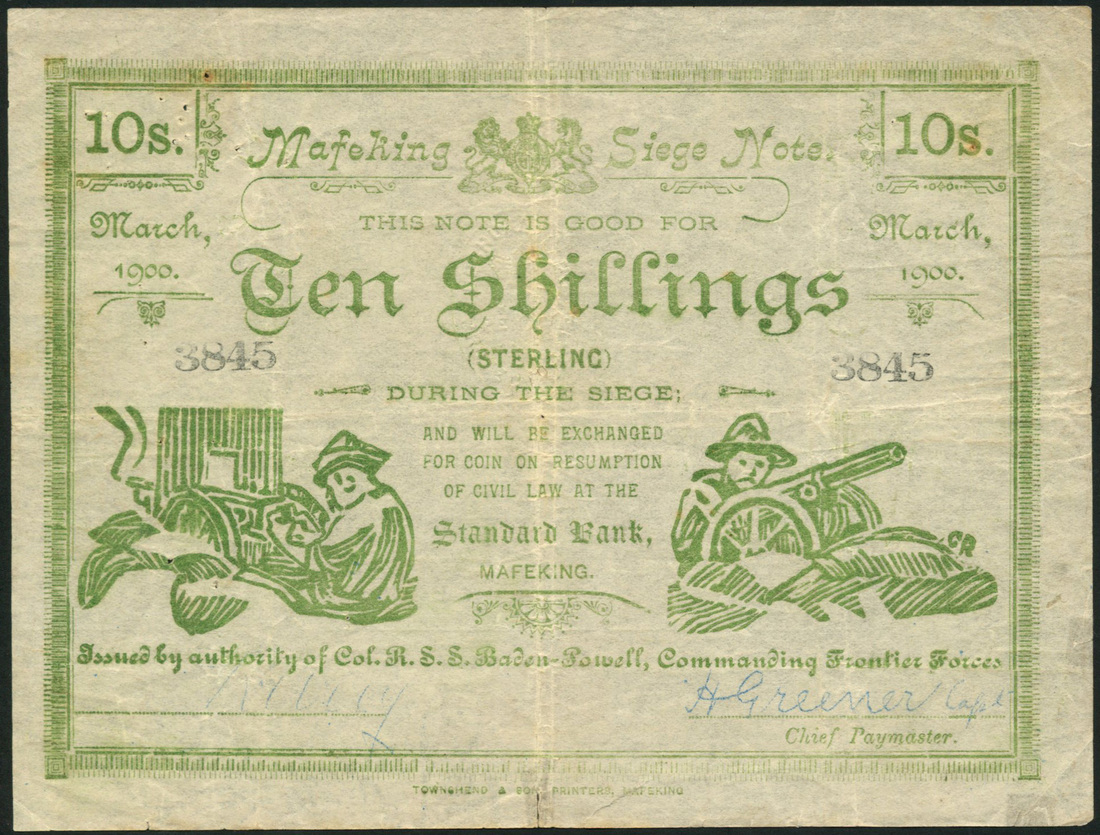 10s.
10s.
Mafeking Siege Note.
March,
1900.
March,
1900.
THIS NOTE IS GOOD FOR
Ten Shillings
(STERLING)
3845
3845
DURING THE SIEGE;
AND WILL BE EXCHANGED
FOR COIN ON RESUMPTION
OF CIVIL LAW AT THE
Standard Bank,
MAFEKING.
CR
Issued by authority of Col. R. S. S. Baden-Powell, Commanding Frontier Forces
H Greener Capt
Chief Paymaster.
TOWNSHEND & SON PRINTERS, MAFEKING